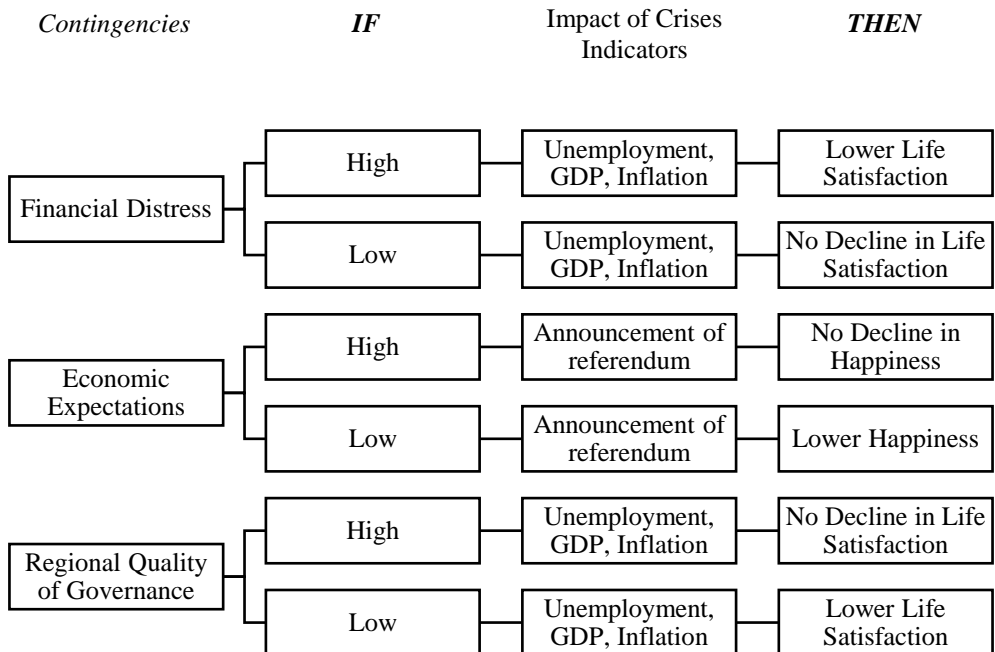 Contingencies
IF
Impact of Crises
Indicators
THEN
Financial Distress
High
Unemployment,
GDP, Inflation
Lower Life
Satisfaction
Low
Unemployment,
GDP, Inflation
No Decline in Life
Satisfaction
Economic
Expectations
High
Announcement of
referendum
No Decline in
Happiness
Low
Announcement of
referendum
Lower Happiness
Regional Quality
of Governance
High
Unemployment,
GDP, Inflation
No Decline in Life
Satisfaction
Low
Unemployment,
GDP, Inflation
Lower Life
Satisfaction